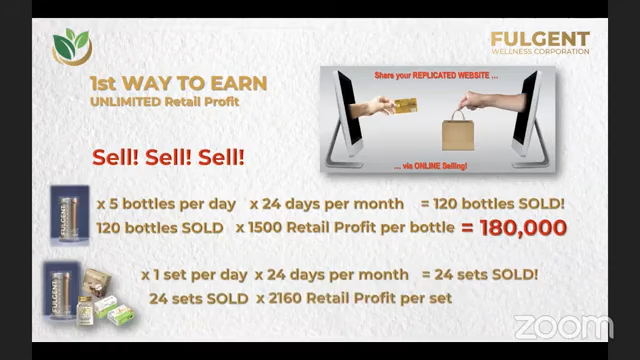 FULGENT
WELLNESS CORPORATION
1st WAY TO EARN
UNLIMITED Retail Profit
Share your REPLICATED WEBSITE ...
... via ONLINE Selling!
Sell! Sell! Sell!
FULGENT
x 5 bottles per day x 24 days per month = 120 bottles SOLD!
120 bottles SOLD x 1500 Retail Profit per bottle = 180,000
FULGENT
x 1 set per day x 24 days per month = 24 sets SOLD!
24 sets SOLD x 2160 Retail Profit per set
zoom